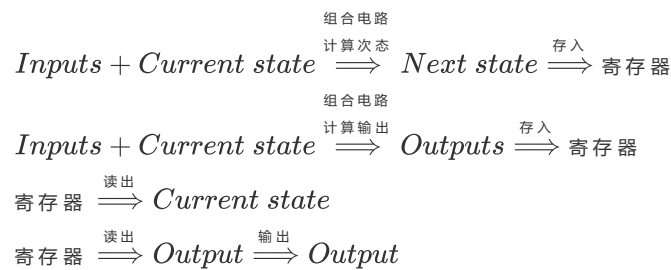 组合电路
计算次态 存入
Inputs + Current state ⟹ Next state ⟹ 寄存器
组合电路
计算输出 存入
Inputs + Current state ⟹ Outputs ⟹ 寄存器
读出
寄存器 ⟹ Current state
读出 输出
寄存器 ⟹ Output ⟹ Output